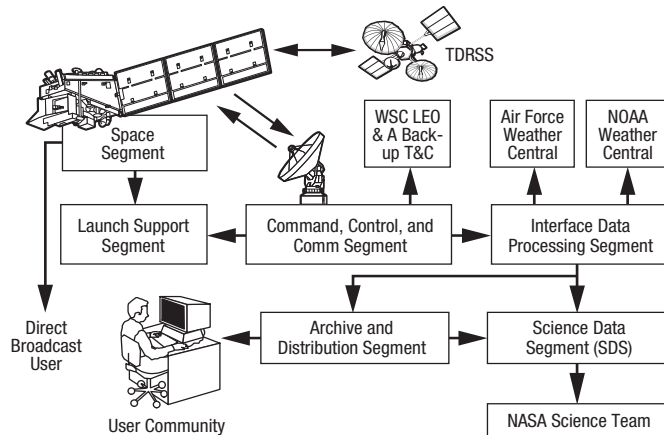 TDRSS
WSC LEO
& A Back-
up T&C
Air Force
Weather
Central
NOAA
Weather
Central
Space
Segment
Launch Support
Segment
Command, Control, and
Comm Segment
Interface Data
Processing Segment
Direct
Broadcast
User
Archive and
Distribution Segment
Science Data
Segment (SDS)
User Community
NASA Science Team